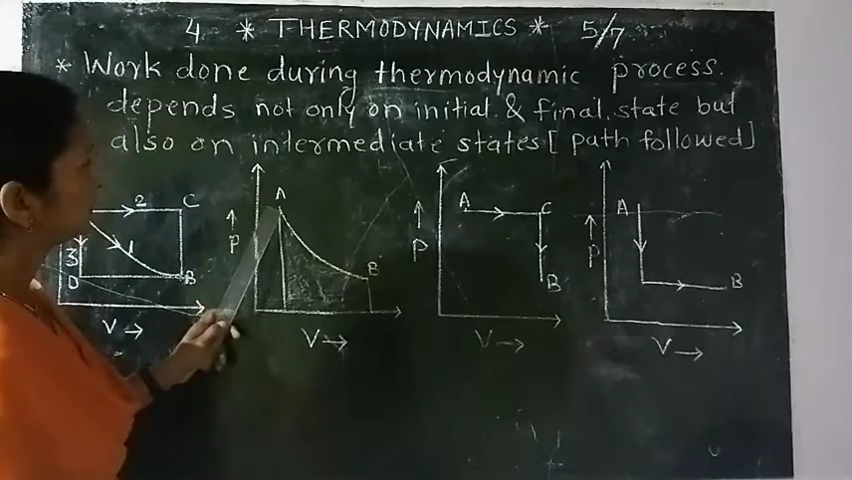 4. * THERMODYNAMICS * 5/7
* Work done during thermodynamic process
depends not only on initial & final state but
also on intermediate states [path followed]
2 C
3 1
D B
V →
A
↑
P
B
V →
A C
↑
P
B
V →
A
↑
P
B
V →